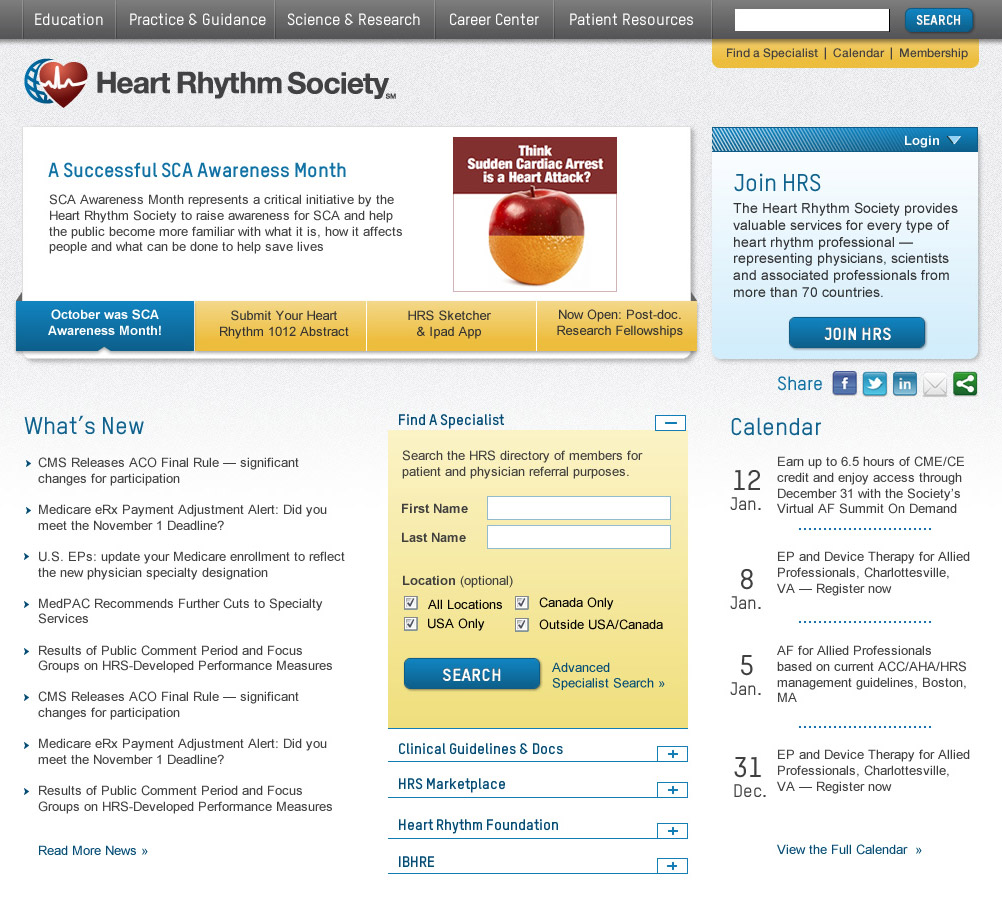 Education
Practice & Guidance
Science & Research
Career Center
Patient Resources
SEARCH
Find a Specialist | Calendar | Membership
Heart Rhythm Society SM
A Successful SCA Awareness Month
SCA Awareness Month represents a critical initiative by the
Heart Rhythm Society to raise awareness for SCA and help
the public become more familiar with what it is, how it affects
people and what can be done to help save lives
Think
Sudden Cardiac Arrest
is a Heart Attack?
October was SCA
Awareness Month!
Submit Your Heart
Rhythm 1012 Abstract
HRS Sketcher
& Ipad App
Now Open: Post-doc.
Research Fellowships
Login
Join HRS
The Heart Rhythm Society provides
valuable services for every type of
heart rhythm professional —
representing physicians, scientists
and associated professionals from
more than 70 countries.
JOIN HRS
Share
f
in
What´s New
CMS Releases ACO Final Rule — significant
changes for participation
Medicare eRx Payment Adjustment Alert: Did you
meet the November 1 Deadline?
U.S. EPs: update your Medicare enrollment to reflect
the new physician specialty designation
MedPAC Recommends Further Cuts to Specialty
Services
Results of Public Comment Period and Focus
Groups on HRS-Developed Performance Measures
CMS Releases ACO Final Rule — significant
changes for participation
Medicare eRx Payment Adjustment Alert: Did you
meet the November 1 Deadline?
Results of Public Comment Period and Focus
Groups on HRS-Developed Performance Measures
Read More News »
Find A Specialist
Search the HRS directory of members for
patient and physician referral purposes.
First Name
Last Name
Location (optional)
All Locations
Canada Only
USA Only
Outside USA/Canada
SEARCH
Advanced
Specialist Search »
Clinical Guidelines & Docs
HRS Marketplace
Heart Rhythm Foundation
IBHRE
Calendar
12
Jan.
Earn up to 6.5 hours of CME/CE
credit and enjoy access through
December 31 with the Society's
Virtual AF Summit On Demand
8
Jan.
EP and Device Therapy for Allied
Professionals, Charlottesville,
VA — Register now
5
Jan.
AF for Allied Professionals
based on current ACC/AHA/HRS
management guidelines, Boston,
MA
31
Dec.
EP and Device Therapy for Allied
Professionals, Charlottesville,
VA — Register now
View the Full Calendar »